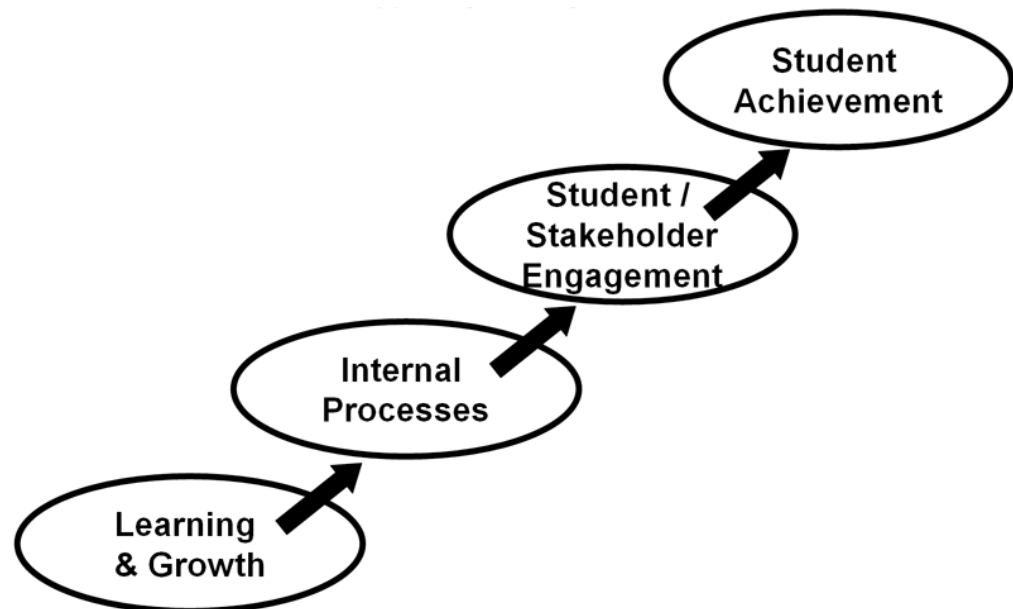 Student
Achievement
Student /
Stakeholder
Engagement
Internal
Processes
Learning
& Growth